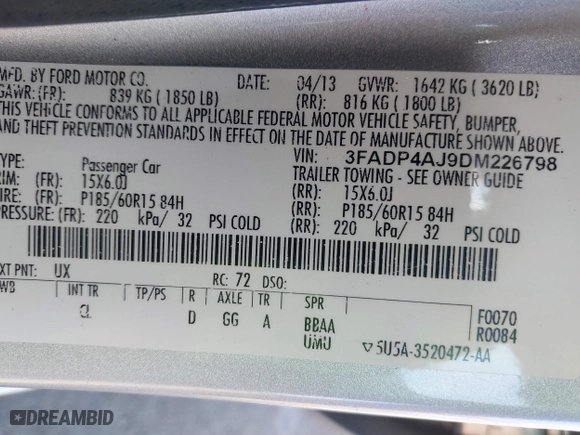 MFD. BY FORD MOTOR CO. DATE: 04/13 GVWR: 1642 KG ( 3620 LB)
GAWR: (FR): 839 KG ( 1850 LB) (RR): 816 KG ( 1800 LB)
THIS VEHICLE CONFORMS TO ALL APPLICABLE FEDERAL MOTOR VEHICLE SAFETY, BUMPER,
AND THEFT PREVENTION STANDARDS IN EFFECT ON THE DATE OF MANUFACTURE SHOWN ABOVE.
VIN: 3FADP4AJ9DM226798
TYPE: Passenger Car TRAILER TOWING - SEE OWNER GUIDE
RIM: (FR): 15X6.0J (RR): 15X6.0J
TIRE: (FR): P185/60R15 84H (RR): P185/60R15 84H
PRESSURE: (FR): 220 kPa/ 32 PSI COLD (RR): 220 kPa/ 32 PSI COLD
EXT PNT: UX RC: 72 DSO:
WB INT TR TP/PS R AXLE TR SPR F0070
D GG A BBAA R0084
UMU ▽5U5A-3520472-AA
DREAMBID